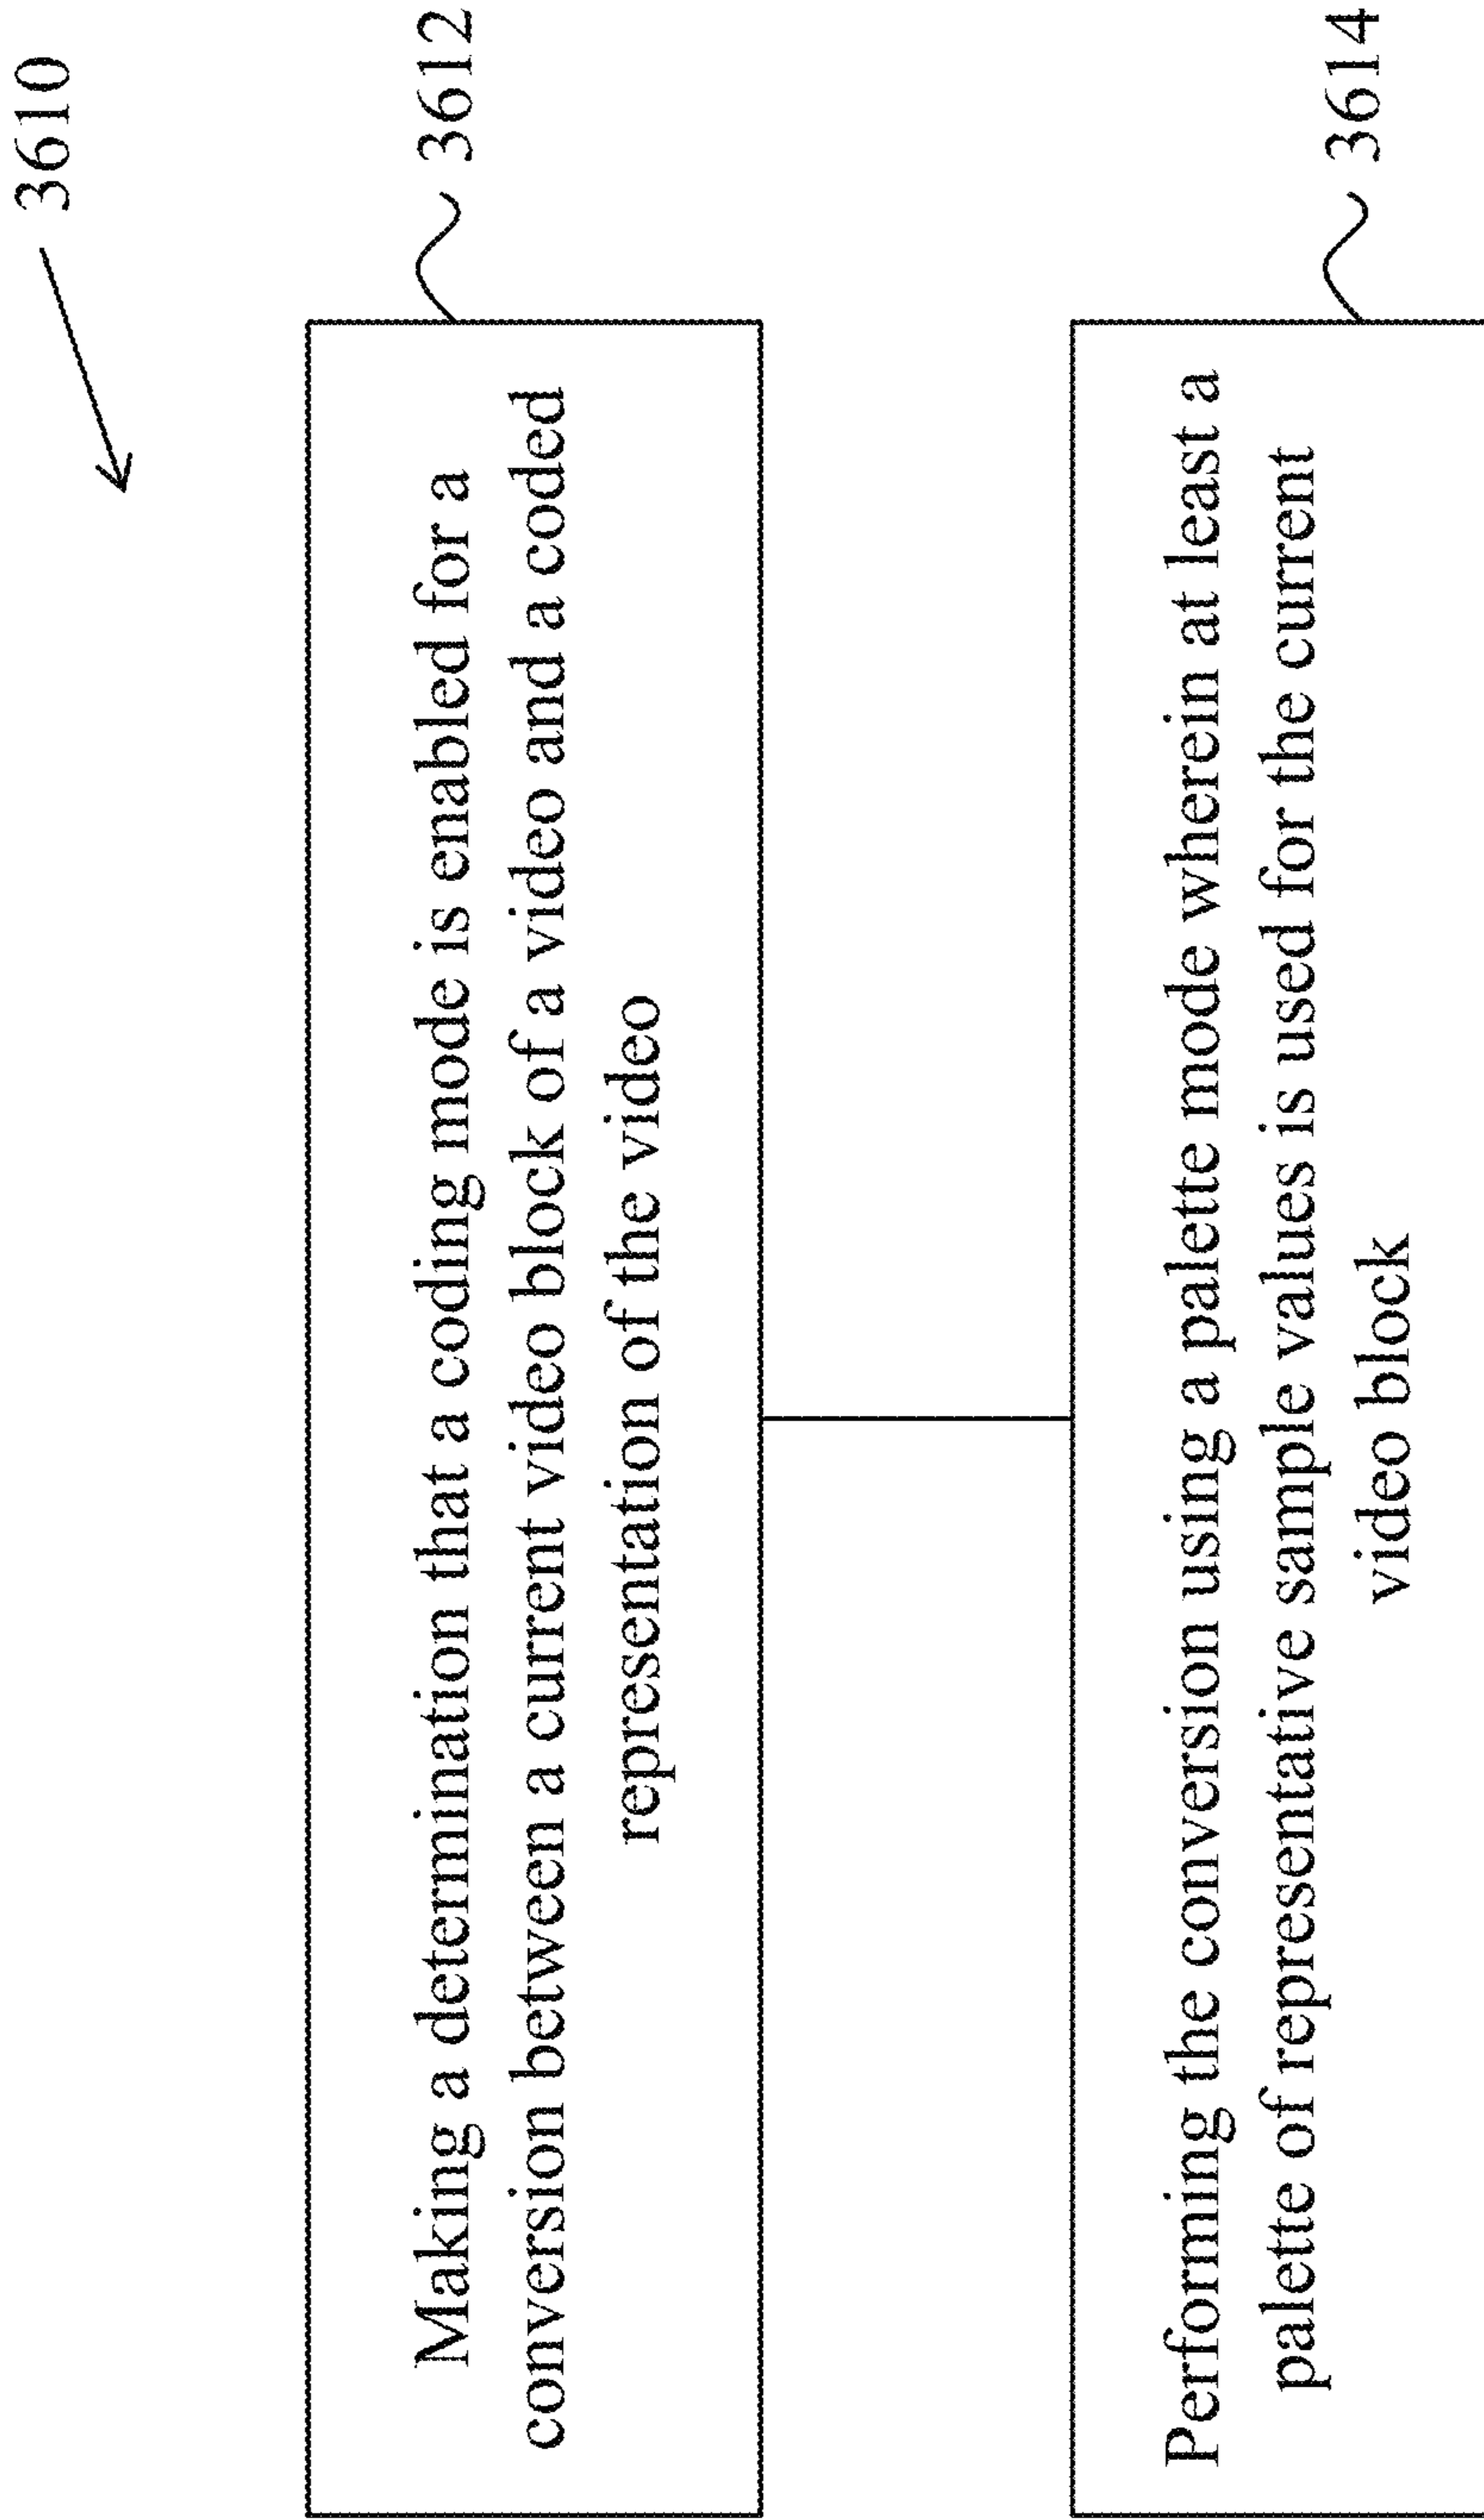 3610
Making a determination that a coding mode is enabled for a
conversion between a current video block of a video and a coded
representation of the video
3612
Performing the conversion using a palette mode wherein at least a
palette of representative sample values is used for the current
video block
3614